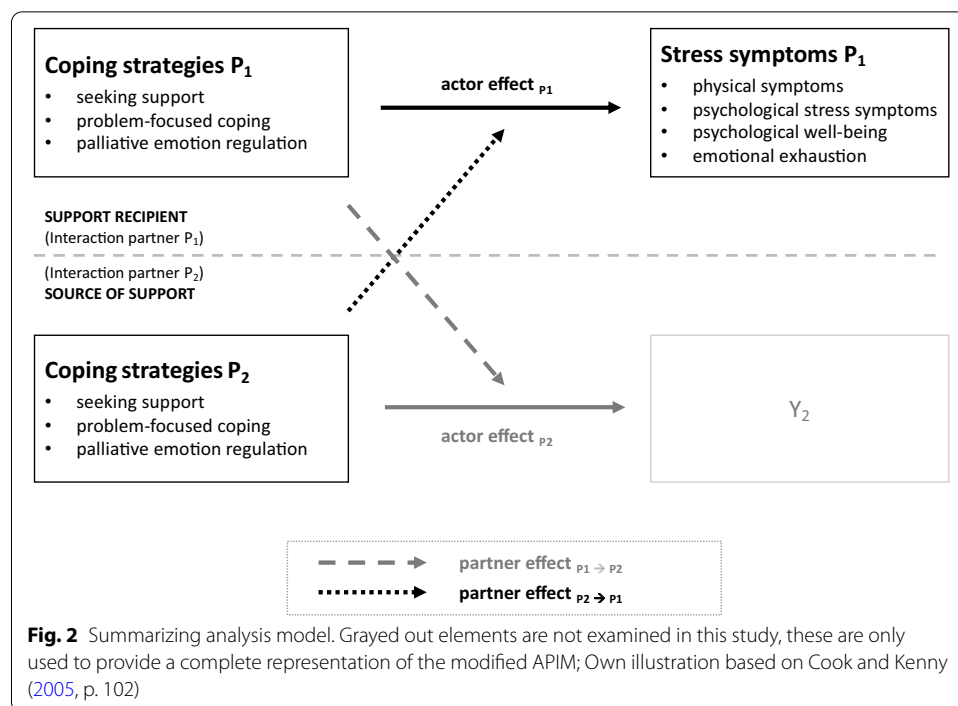 Coping strategies P1
• seeking support
• problem-focused coping
• palliative emotion regulation
actor effect P1
Stress symptoms P1
• physical symptoms
• psychological stress symptoms
• psychological well-being
• emotional exhaustion
SUPPORT RECIPIENT
(Interaction partner P1)
(Interaction partner P2)
SOURCE OF SUPPORT
Coping strategies P2
• seeking support
• problem-focused coping
• palliative emotion regulation
actor effect P2
Y2
partner effect P1 → P2
partner effect P2 → P1
Fig. 2 Summarizing analysis model. Grayed out elements are not examined in this study, these are only
used to provide a complete representation of the modified APIM; Own illustration based on Cook and Kenny
(2005, p. 102)